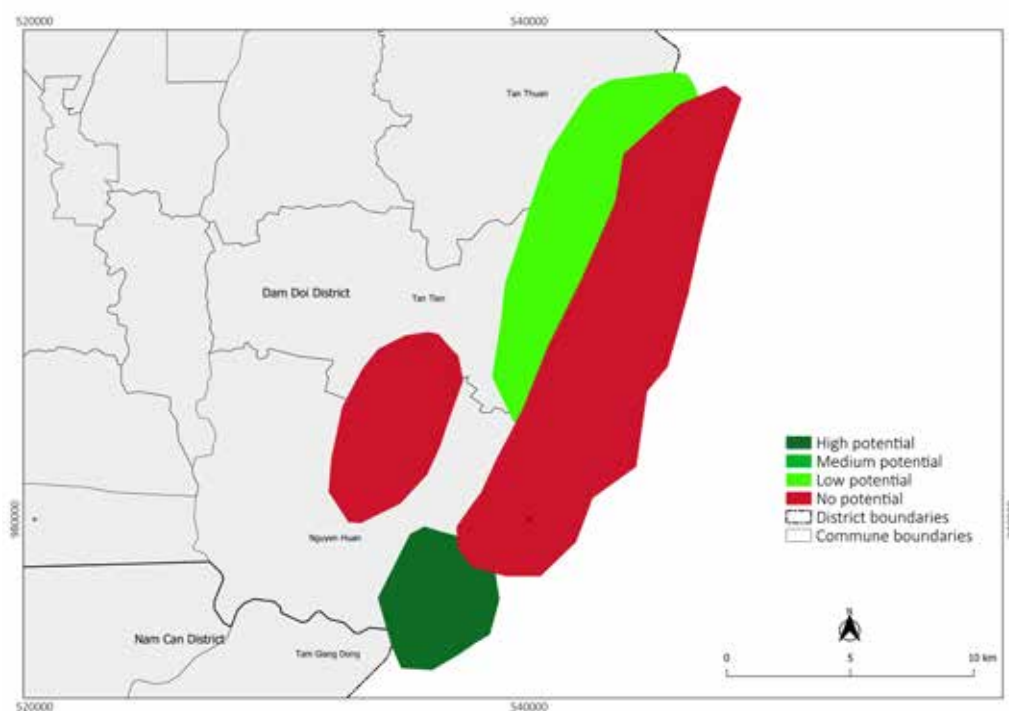 520000
540000
Tan Thuan
Dam Doi District
Tan Tien
High potential
Medium potential
Low potential
No potential
980000
District boundaries
Nguyen Huan
Commune boundaries
N
Nam Can District
Tam Giang Dong
0
5
10 km
520000
540000